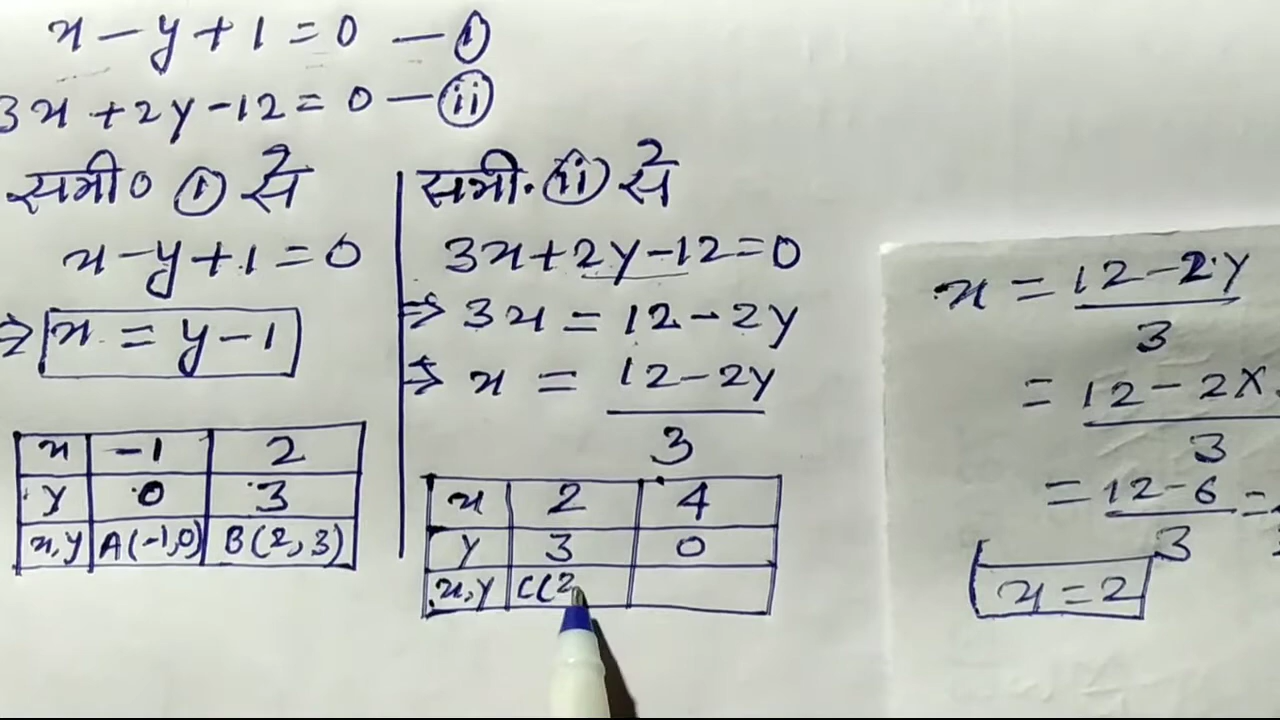 x - y + 1 = 0 — (i)
3x + 2y - 12 = 0 — (ii)
समी० (i) से
x - y + 1 = 0
⇒ x = y - 1
x | -1 | 2
y | 0 | 3
x,y | A(-1,0) | B(2,3)
समी. (ii) से
3x + 2y - 12 = 0
⇒ 3x = 12 - 2y
⇒ x = 12 - 2y
3
x | 2 | 4
y | 3 | 0
x,y | C(2
x = 12 - 2y
3
= 12 - 2x
3
= 12 - 6 =
3
x = 2